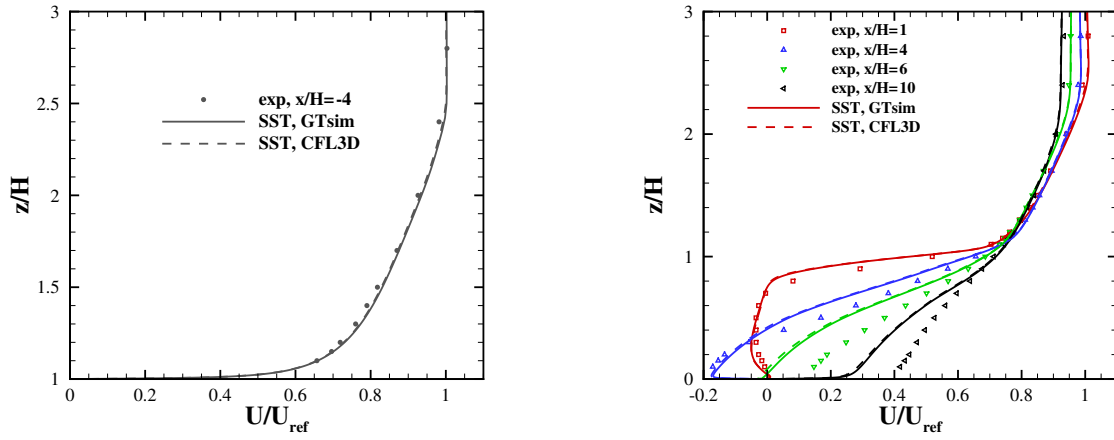 z/H
3
2.5
2
1.5
1
0
0.2
0.4
0.6
0.8
1
U/Uref
exp, x/H=-4
SST, GTsim
SST, CFL3D
z/H
3
2
1
0
-0.2
0
0.2
0.4
0.6
0.8
1
U/Uref
exp, x/H=1
exp, x/H=4
exp, x/H=6
exp, x/H=10
SST, GTsim
SST, CFL3D